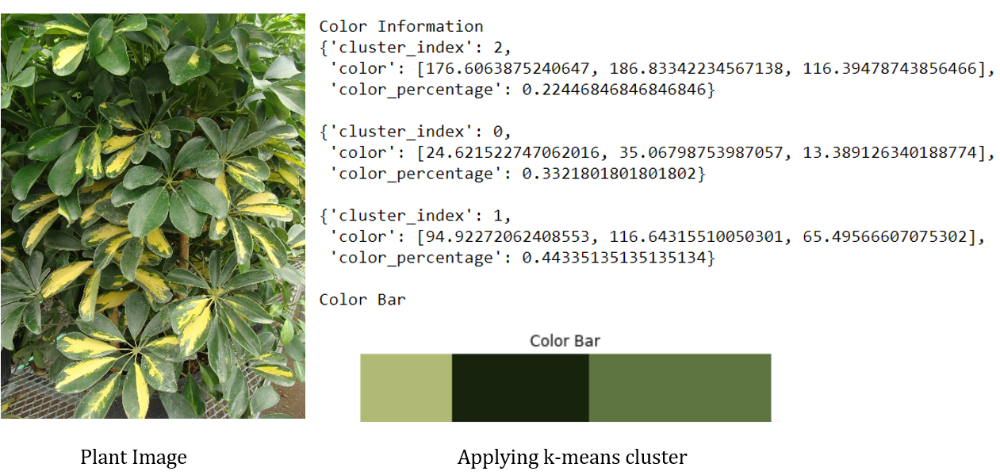 Color Information
{'cluster_index': 2,
'color': [176.6063875240647, 186.83342234567138, 116.39478743856466],
'color_percentage': 0.22446846846846846}
{'cluster_index': 0,
'color': [24.621522747062016, 35.06798753987057, 13.389126340188774],
'color_percentage': 0.3321801801801802}
{'cluster_index': 1,
'color': [94.92272062408553, 116.64315510050301, 65.49566607075302],
'color_percentage': 0.44335135135135134}
Color Bar
Color Bar
Plant Image
Applying k-means cluster